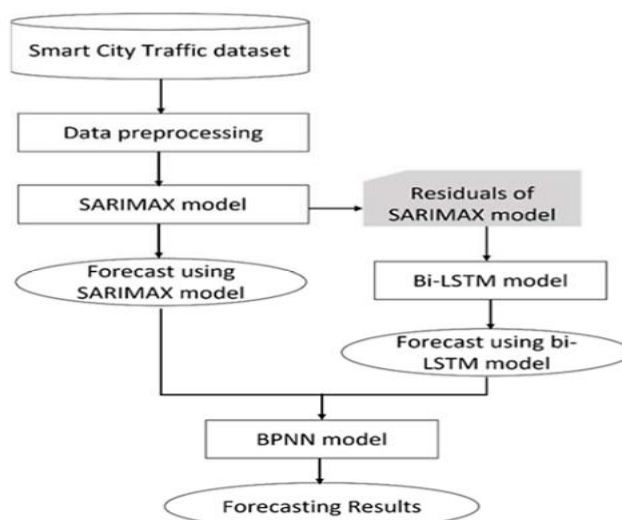 Smart City Traffic dataset
Data preprocessing
SARIMAX model
Residuals of
SARIMAX model
Forecast using
SARIMAX model
Bi-LSTM model
Forecast using bi-
LSTM model
BPNN model
Forecasting Results